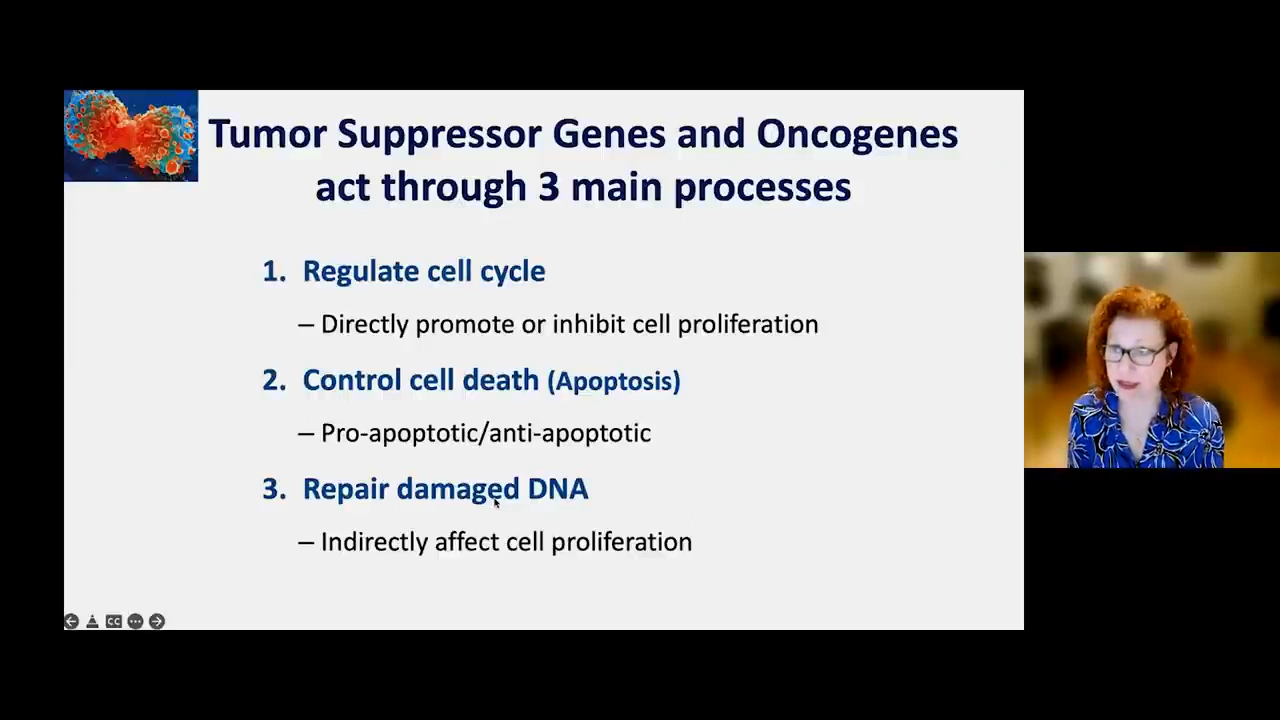 Tumor Suppressor Genes and Oncogenes
act through 3 main processes
1. Regulate cell cycle
– Directly promote or inhibit cell proliferation
2. Control cell death (Apoptosis)
– Pro-apoptotic/anti-apoptotic
3. Repair damaged DNA
– Indirectly affect cell proliferation
CC